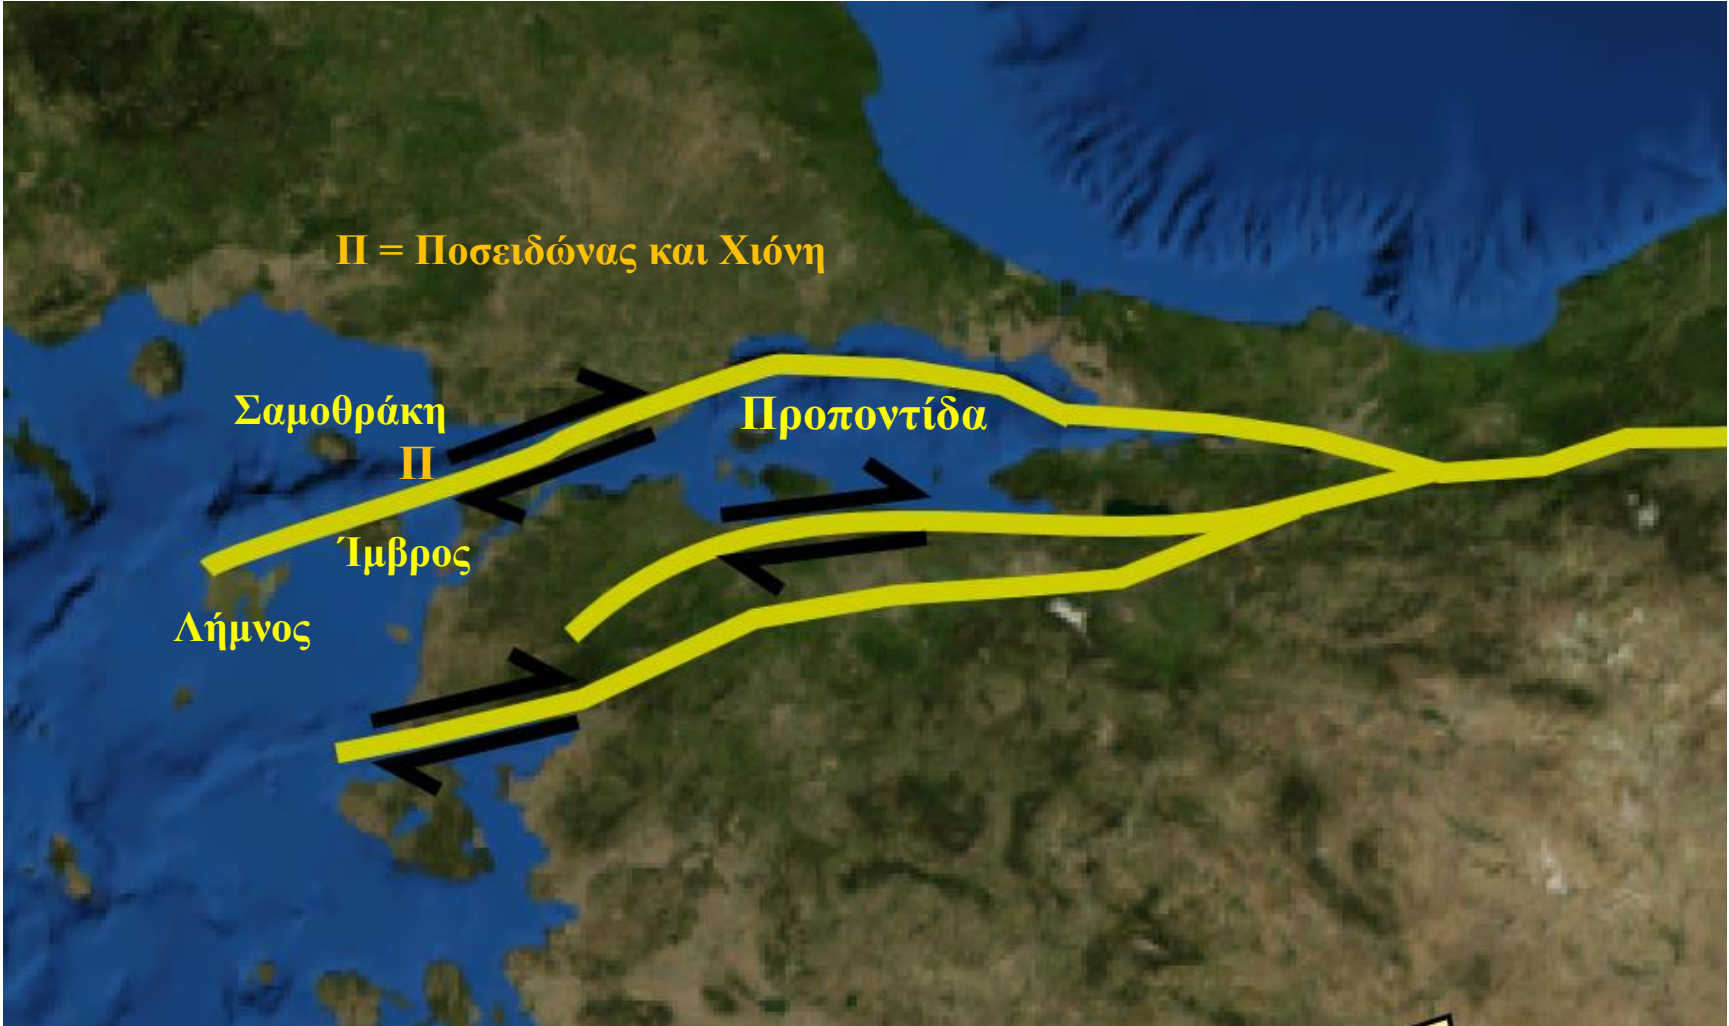 Π = Ποσειδώνας και Χιόνη
Σαμοθράκη
Προποντίδα
Π
Ίμβρος
Λήμνος